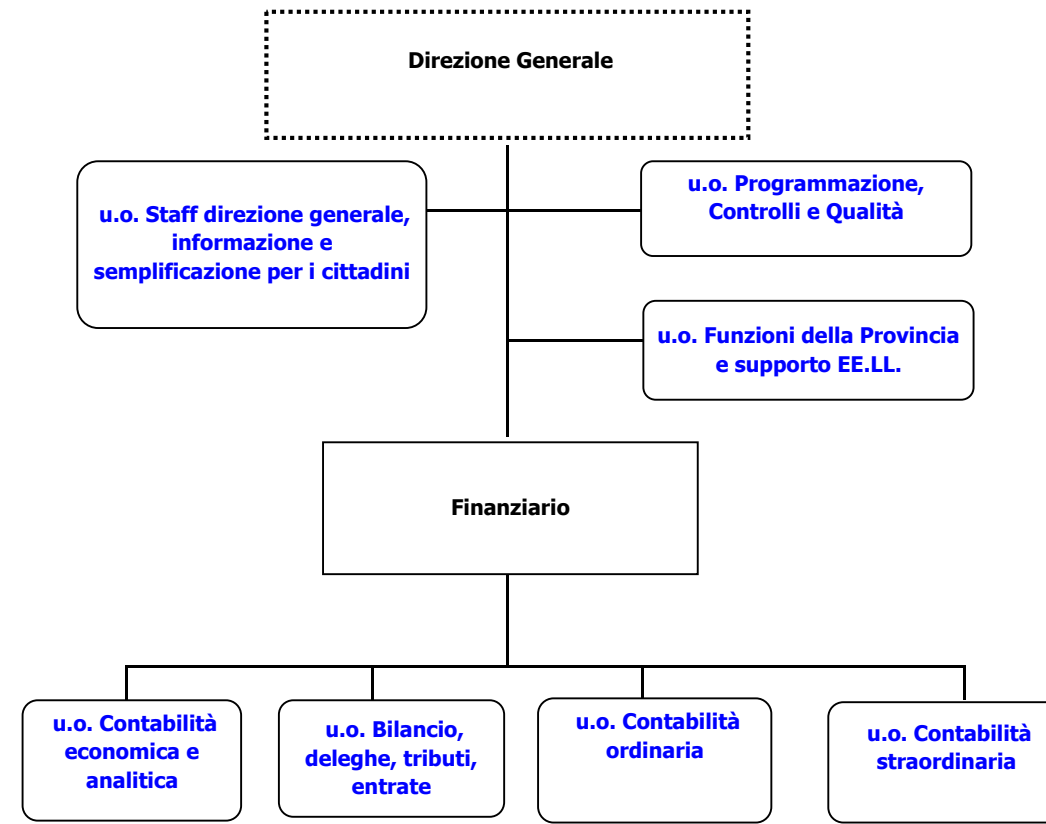 Direzione Generale
u.o. Staff direzione generale,
informazione e
semplificazione per i cittadini
u.o. Programmazione,
Controlli e Qualità
u.o. Funzioni della Provincia
e supporto EE.LL.
Finanziario
u.o. Contabilità
economica e
analitica
u.o. Bilancio,
deleghe, tributi,
entrate
u.o. Contabilità
ordinaria
u.o. Contabilità
straordinaria